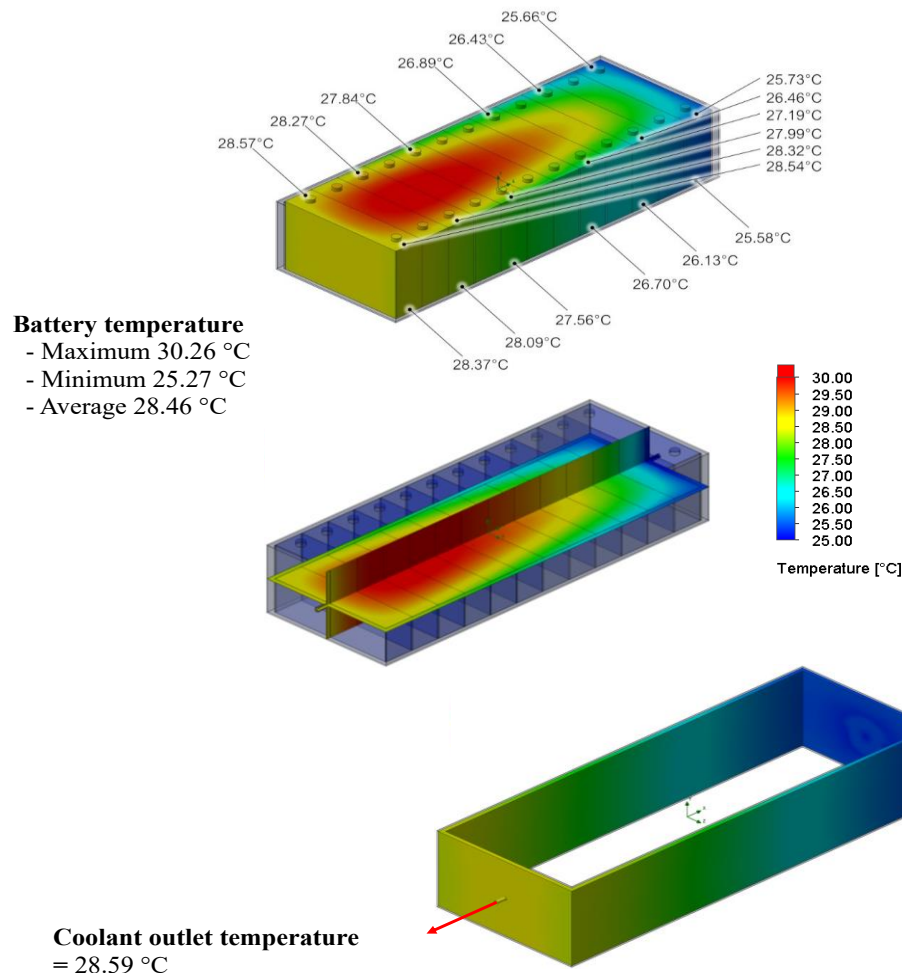 25.66°C
26.43°C
26.89°C
27.84°C
28.27°C
28.57°C
25.73°C
26.46°C
27.19°C
27.99°C
28.32°C
28.54°C
25.58°C
26.13°C
26.70°C
27.56°C
28.09°C
28.37°C
Battery temperature
- Maximum 30.26 °C
- Minimum 25.27 °C
- Average 28.46 °C
30.00
29.50
29.00
28.50
28.00
27.50
27.00
26.50
26.00
25.50
25.00
Temperature [°C]
Coolant outlet temperature
= 28.59 °C